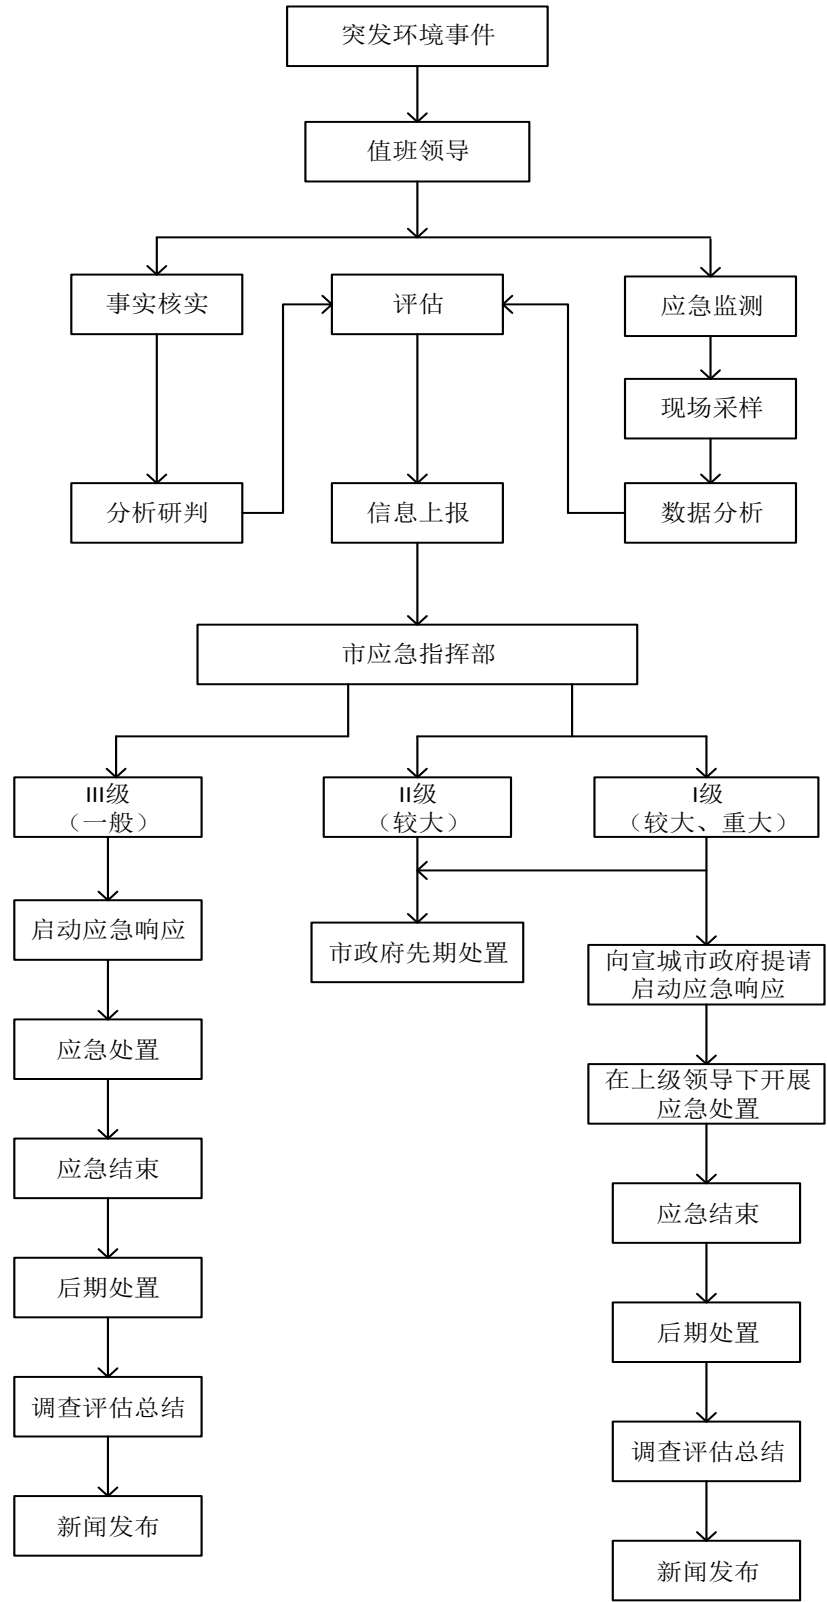 突发环境事件
值班领导
事实核实
评估
应急监测
现场采样
分析研判
信息上报
数据分析
市应急指挥部
III级
（一般）
II级
（较大）
I级
（较大、重大）
启动应急响应
市政府先期处置
向宣城市政府提请
启动应急响应
应急处置
在上级领导下开展
应急处置
应急结束
应急结束
后期处置
后期处置
调查评估总结
调查评估总结
新闻发布
新闻发布